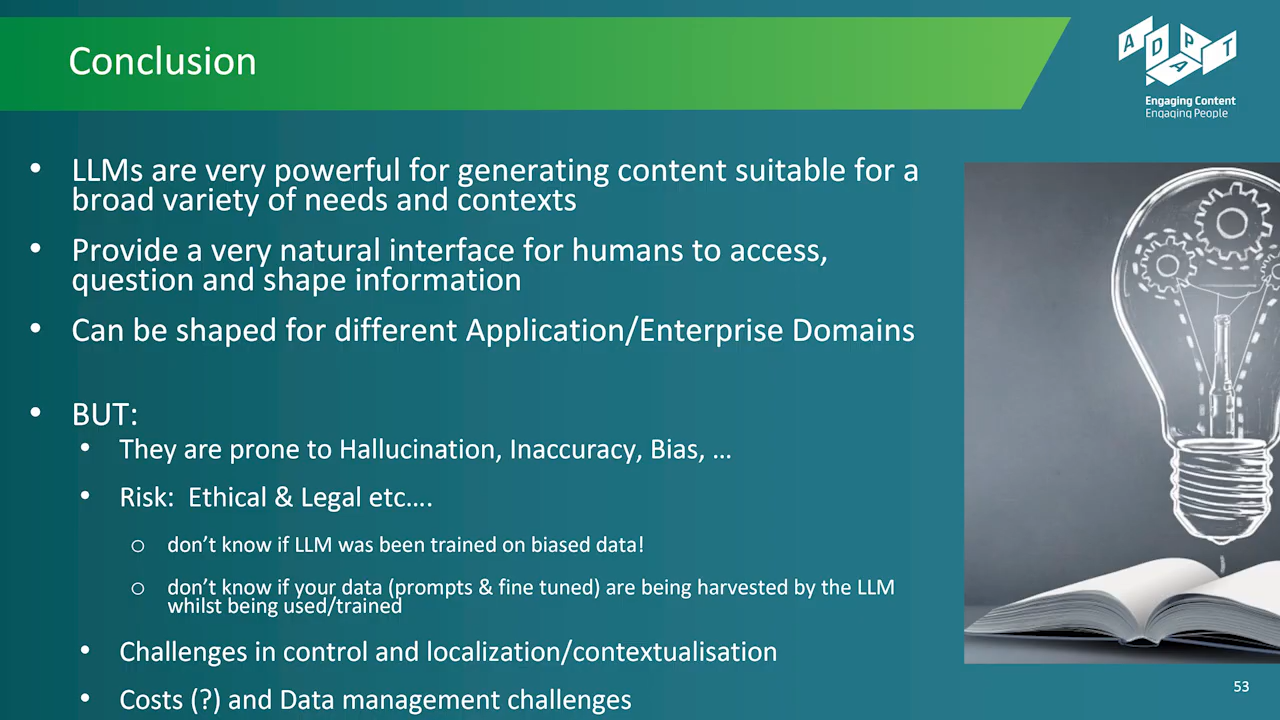 Conclusion
A D A P T
Engaging Content
Engaging People
• LLMs are very powerful for generating content suitable for a
broad variety of needs and contexts
• Provide a very natural interface for humans to access,
question and shape information
• Can be shaped for different Application/Enterprise Domains
• BUT:
• They are prone to Hallucination, Inaccuracy, Bias, …
• Risk:  Ethical & Legal etc….
o don’t know if LLM was been trained on biased data!
o don’t know if your data (prompts & fine tuned) are being harvested by the LLM
whilst being used/trained
• Challenges in control and localization/contextualisation
• Costs (?) and Data management challenges
53